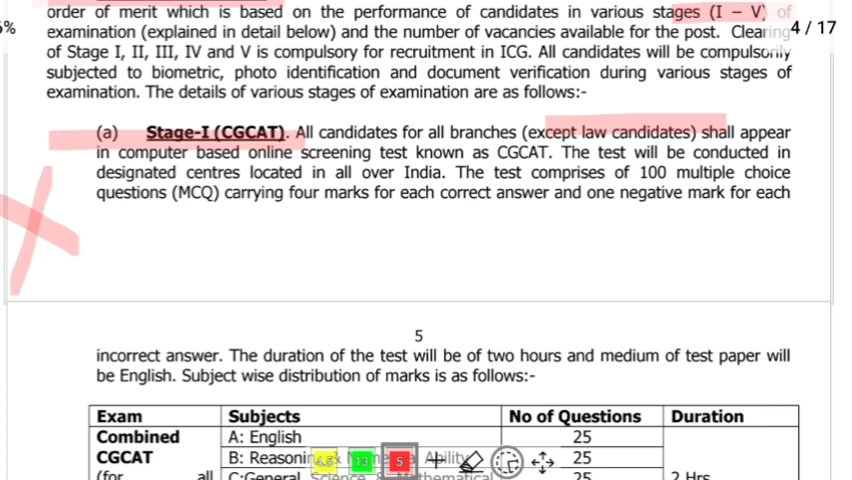 order of merit which is based on the performance of candidates in various stages (I – V) of
6%
examination (explained in detail below) and the number of vacancies available for the post. Clearing
4 / 17
of Stage I, II, III, IV and V is compulsory for recruitment in ICG. All candidates will be compulsorily
subjected to biometric, photo identification and document verification during various stages of
examination. The details of various stages of examination are as follows:-
(a) Stage-I (CGCAT). All candidates for all branches (except law candidates) shall appear
in computer based online screening test known as CGCAT. The test will be conducted in
designated centres located in all over India. The test comprises of 100 multiple choice
questions (MCQ) carrying four marks for each correct answer and one negative mark for each
5
incorrect answer. The duration of the test will be of two hours and medium of test paper will
be English. Subject wise distribution of marks is as follows:-
Exam Subjects No of Questions Duration
Combined A: English 25
CGCAT B: Reasoning & Ability 25
(for all C:General Science & Mathematical 25 2 Hrs
13 5